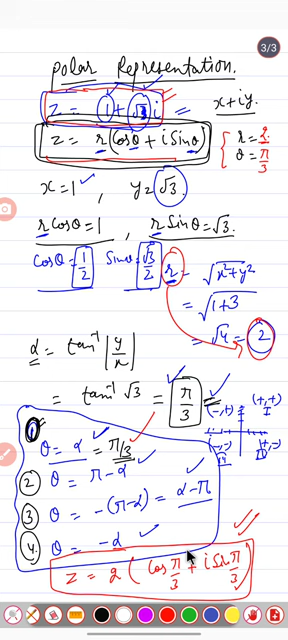 3/3
Polar Representation.
z = 1 + √3 i = x+iy.
z = r (cosθ + i sinθ)
{ r = 2
θ = π/3
x = 1 , y = √3
r cosθ = 1 , r sinθ = √3.
cosθ = 1/2 sinθ = √3/2 r = √x²+y²
= √1+3
= √4 = 2
α = tan⁻¹ |y/x|
= tan⁻¹ √3 = π/3
(-,+) (+,+) I
(-,-) III (+,-) IV
① θ = α = π/3
② θ = π-α
③ θ = -(π-α) = α-π
④ θ = -α
z = 2 ( cos π/3 + i sin π/3